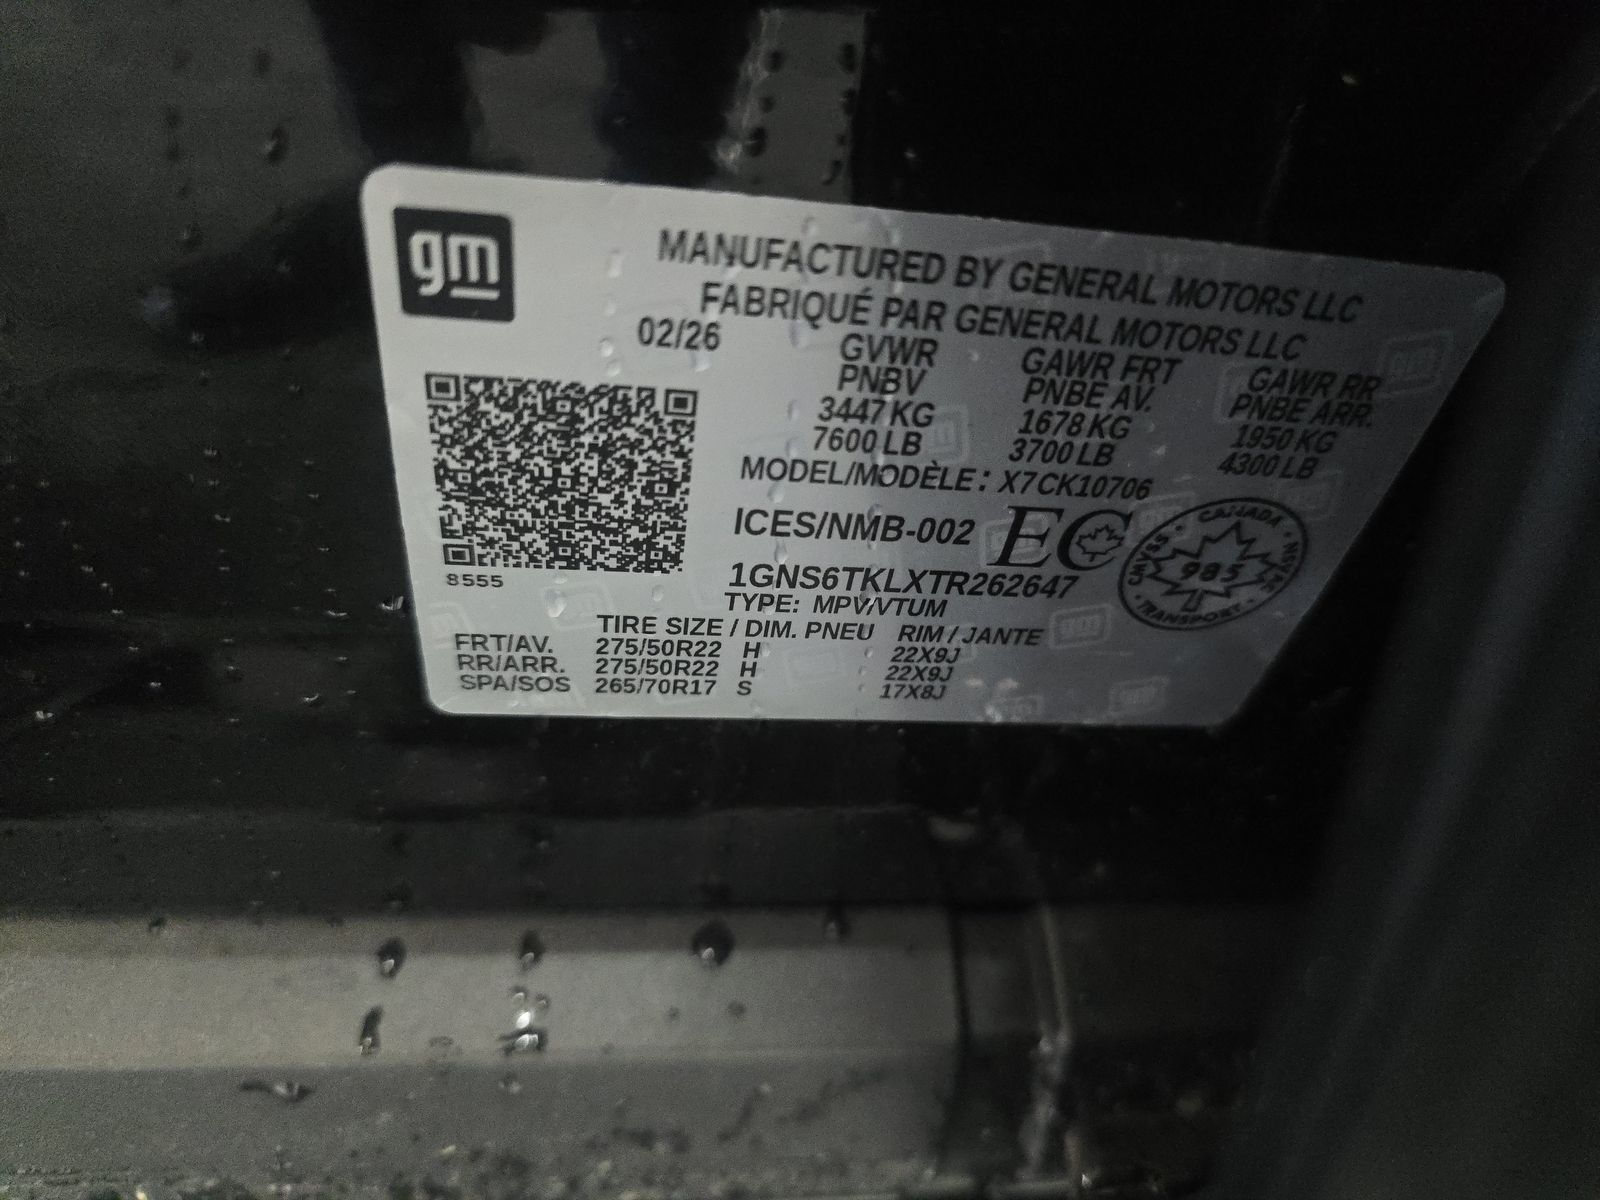 gm
MANUFACTURED BY GENERAL MOTORS LLC
FABRIQUÉ PAR GENERAL MOTORS LLC
02/26
GVWR GAWR FRT GAWR RR
PNBV PNBE AV. PNBE ARR.
3447 KG 1678 KG 1950 KG
7600 LB 3700 LB 4300 LB
MODEL/MODÈLE: X7CK10706
ICES/NMB-002 EC
CANADA
CMVSS 985 NSVAC
TRANSPORT
8555
1GNS6TKLXTR262647
TYPE: MPV/VTUM
TIRE SIZE / DIM. PNEU RIM / JANTE
FRT/AV. 275/50R22 H 22X9J
RR/ARR. 275/50R22 H 22X9J
SPA/SOS 265/70R17 S 17X8J